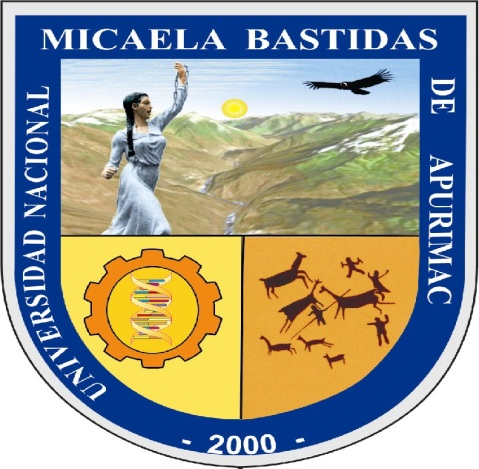 UNIVERSIDAD NACIONAL
MICAELA BASTIDAS
DE APURIMAC
- 2000 -